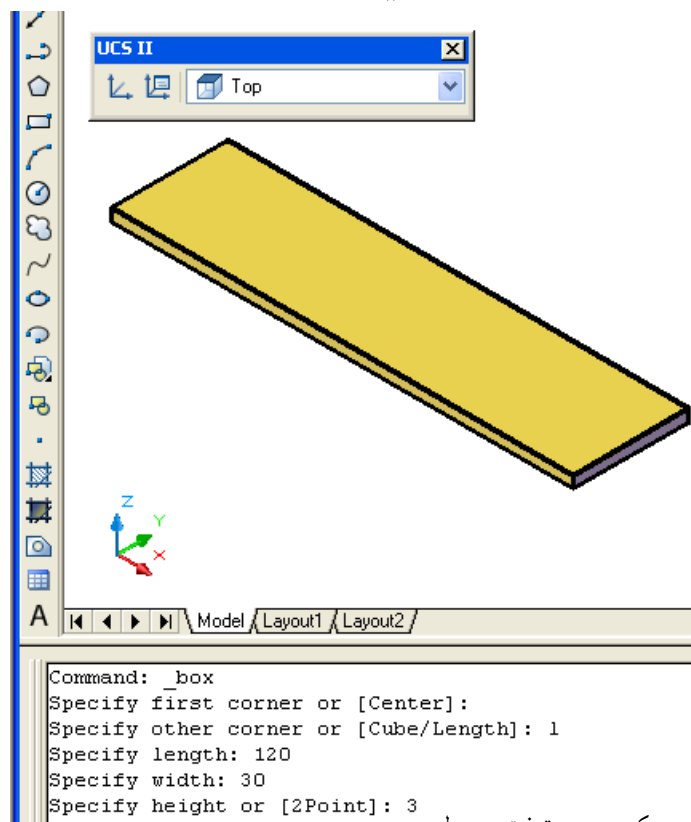 UCS II
Top
Z
Y
X
A
Model Layout1 Layout2
Command: _box
Specify first corner or [Center]:
Specify other corner or [Cube/Length]: l
Specify length: 120
Specify width: 30
Specify height or [2Point]: 3